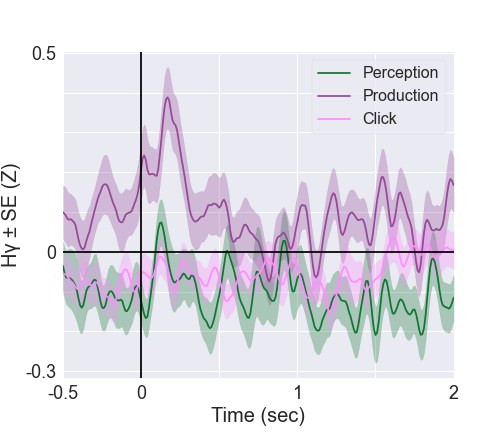 0.5
Perception
Production
Click
Hγ ± SE (Z)
0
-0.3
-0.5
0
1
2
Time (sec)